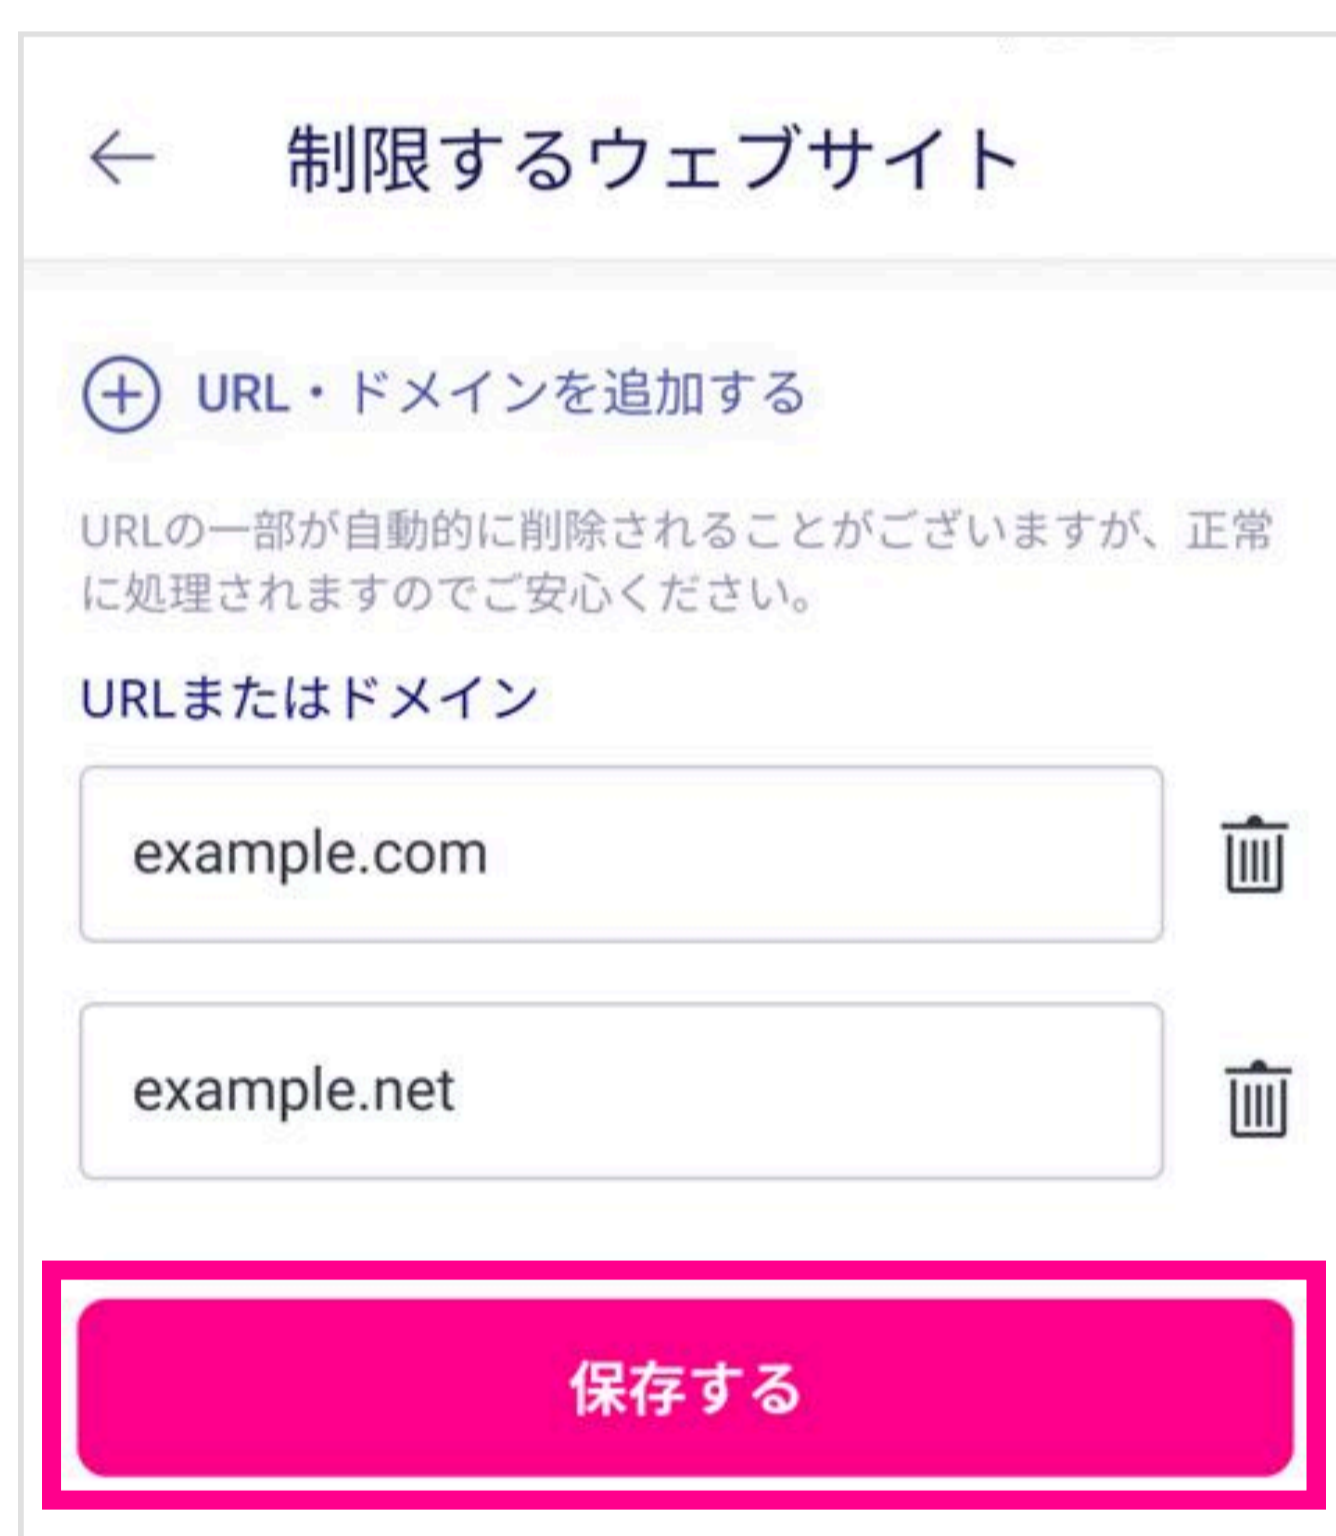 制限するウェブサイト
URL・ドメインを追加する
URLの一部が自動的に削除されることがございますが、正常
に処理されますのでご安心ください。
URLまたはドメイン
example.com
example.net
保存する